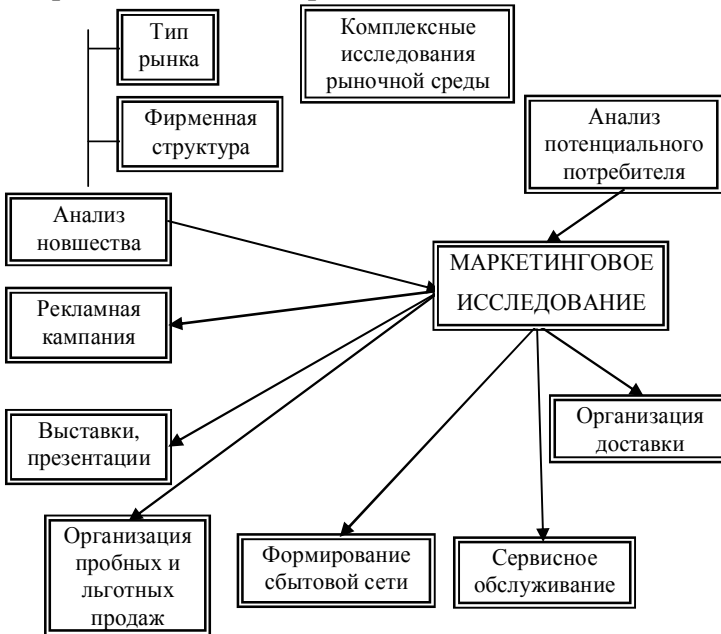 Тип
рынка
Комплексные
исследования
рыночной среды
Фирменная
структура
Анализ
потенциального
потребителя
Анализ
новшества
МАРКЕТИНГОВОЕ
ИССЛЕДОВАНИЕ
Рекламная
кампания
Выставки,
презентации
Организация
доставки
Организация
пробных и
льготных
продаж
Формирование
сбытовой сети
Сервисное
обслуживание